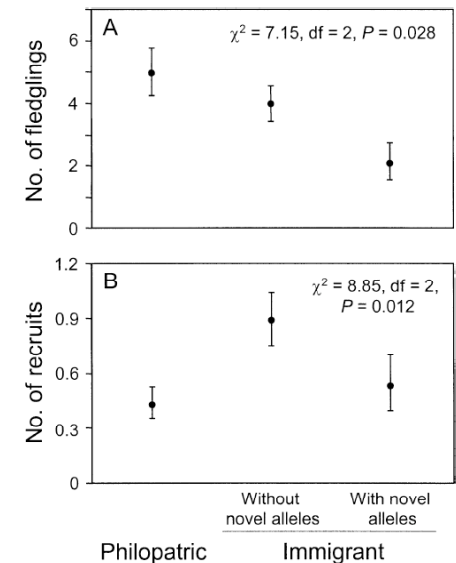 A
χ² = 7.15, df = 2, P = 0.028
No. of fledglings
6
4
2
0
B
χ² = 8.85, df = 2,
P = 0.012
No. of recruits
1.2
0.9
0.6
0.3
0
Without
novel alleles
With novel
alleles
Philopatric
Immigrant